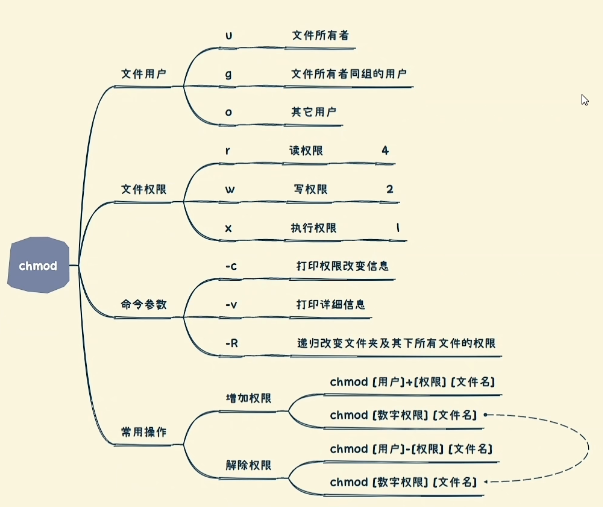 chmod
文件用户
u 文件所有者
g 文件所有者同组的用户
o 其它用户
文件权限
r 读权限 4
w 写权限 2
x 执行权限 1
命令参数
-c 打印权限改变信息
-v 打印详细信息
-R 递归改变文件夹及其下所有文件的权限
常用操作
增加权限
chmod [用户]+[权限] [文件名]
chmod [数字权限] [文件名]
解除权限
chmod [用户]-[权限] [文件名]
chmod [数字权限] [文件名]